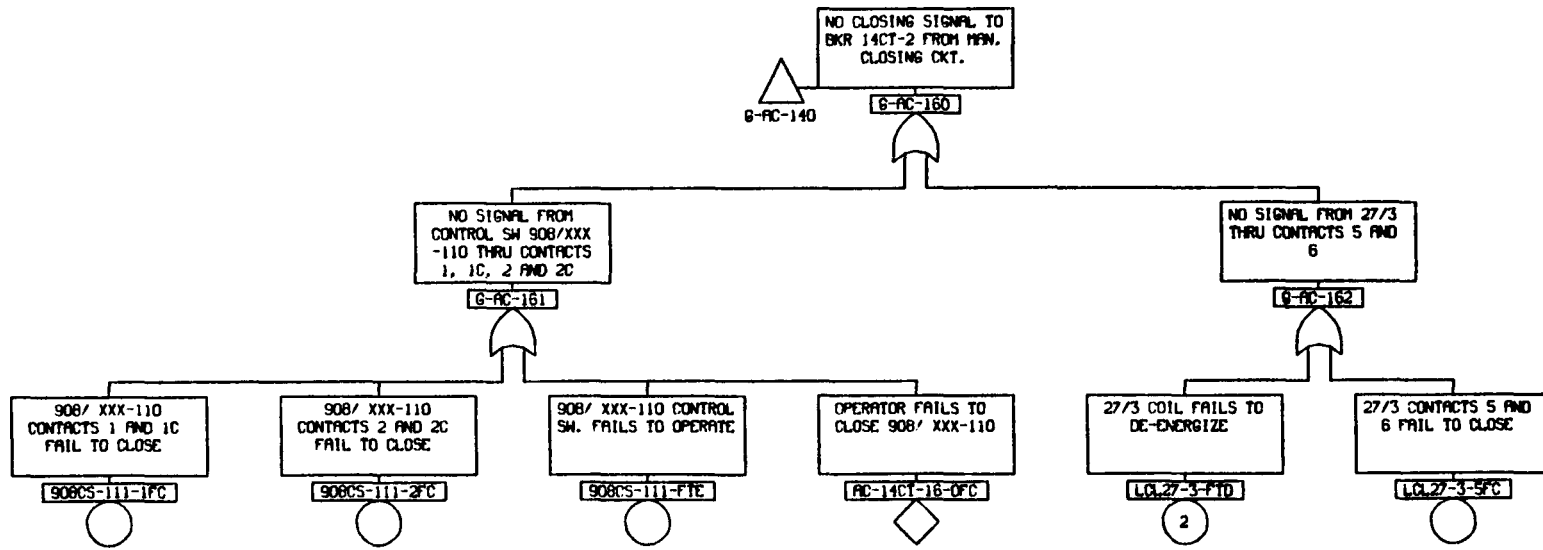 NO CLOSING SIGNAL TO
BKR 14CT-2 FROM MAN.
CLOSING CKT.
G-AC-140
G-AC-160
NO SIGNAL FROM
CONTROL SW 908/XXX
-110 THRU CONTACTS
1, 1C, 2 AND 2C
G-AC-161
NO SIGNAL FROM 27/3
THRU CONTACTS 5 AND
6
G-AC-162
908/ XXX-110
CONTACTS 1 AND 1C
FAIL TO CLOSE
908CS-111-1FC
908/ XXX-110
CONTACTS 2 AND 2C
FAIL TO CLOSE
908CS-111-2FC
908/ XXX-110 CONTROL
SW. FAILS TO OPERATE
908CS-111-FTE
OPERATOR FAILS TO
CLOSE 908/ XXX-110
AC-14CT-16-OFC
27/3 COIL FAILS TO
DE-ENERGIZE
LCL27-3-FTD
2
27/3 CONTACTS 5 AND
6 FAIL TO CLOSE
LCL27-3-5FC